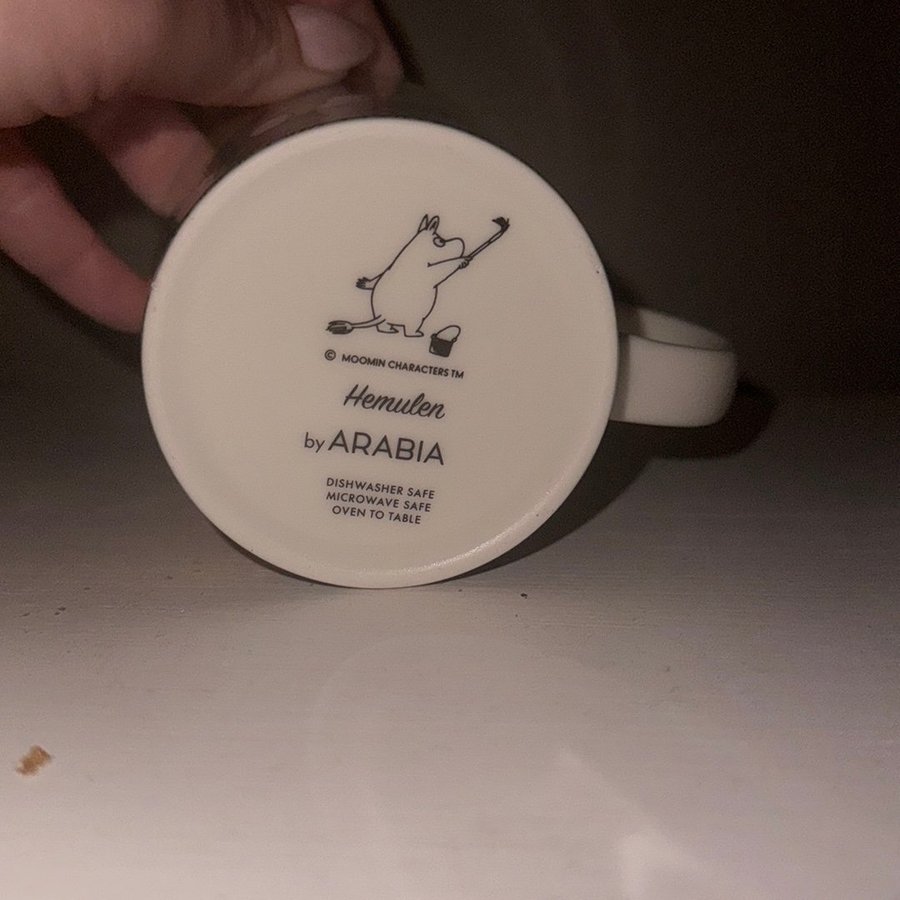 © MOOMIN CHARACTERS TM
Hemulen
by ARABIA
DISHWASHER SAFE
MICROWAVE SAFE
OVEN TO TABLE